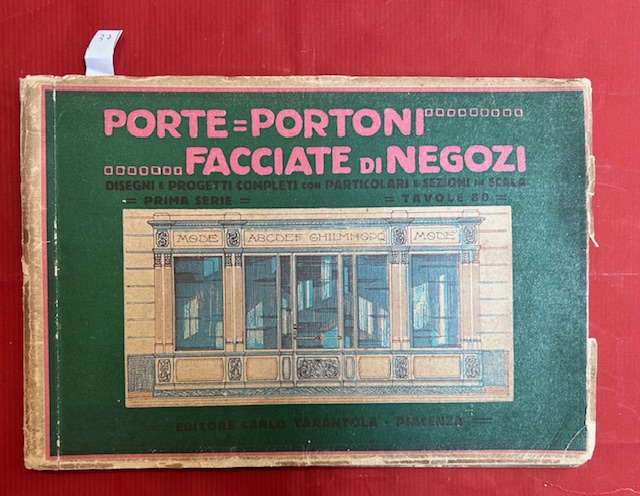 37
PORTE=PORTONI
FACCIATE DI NEGOZI
DISEGNI E PROGETTI COMPLETI CON PARTICOLARI E SEZIONI IN SCALA
= PRIMA SERIE = = TAVOLE 80 =
MODE ABCDEF GHILMNOPQ MODE
EDITORE CARLO TARANTOLA - PIACENZA